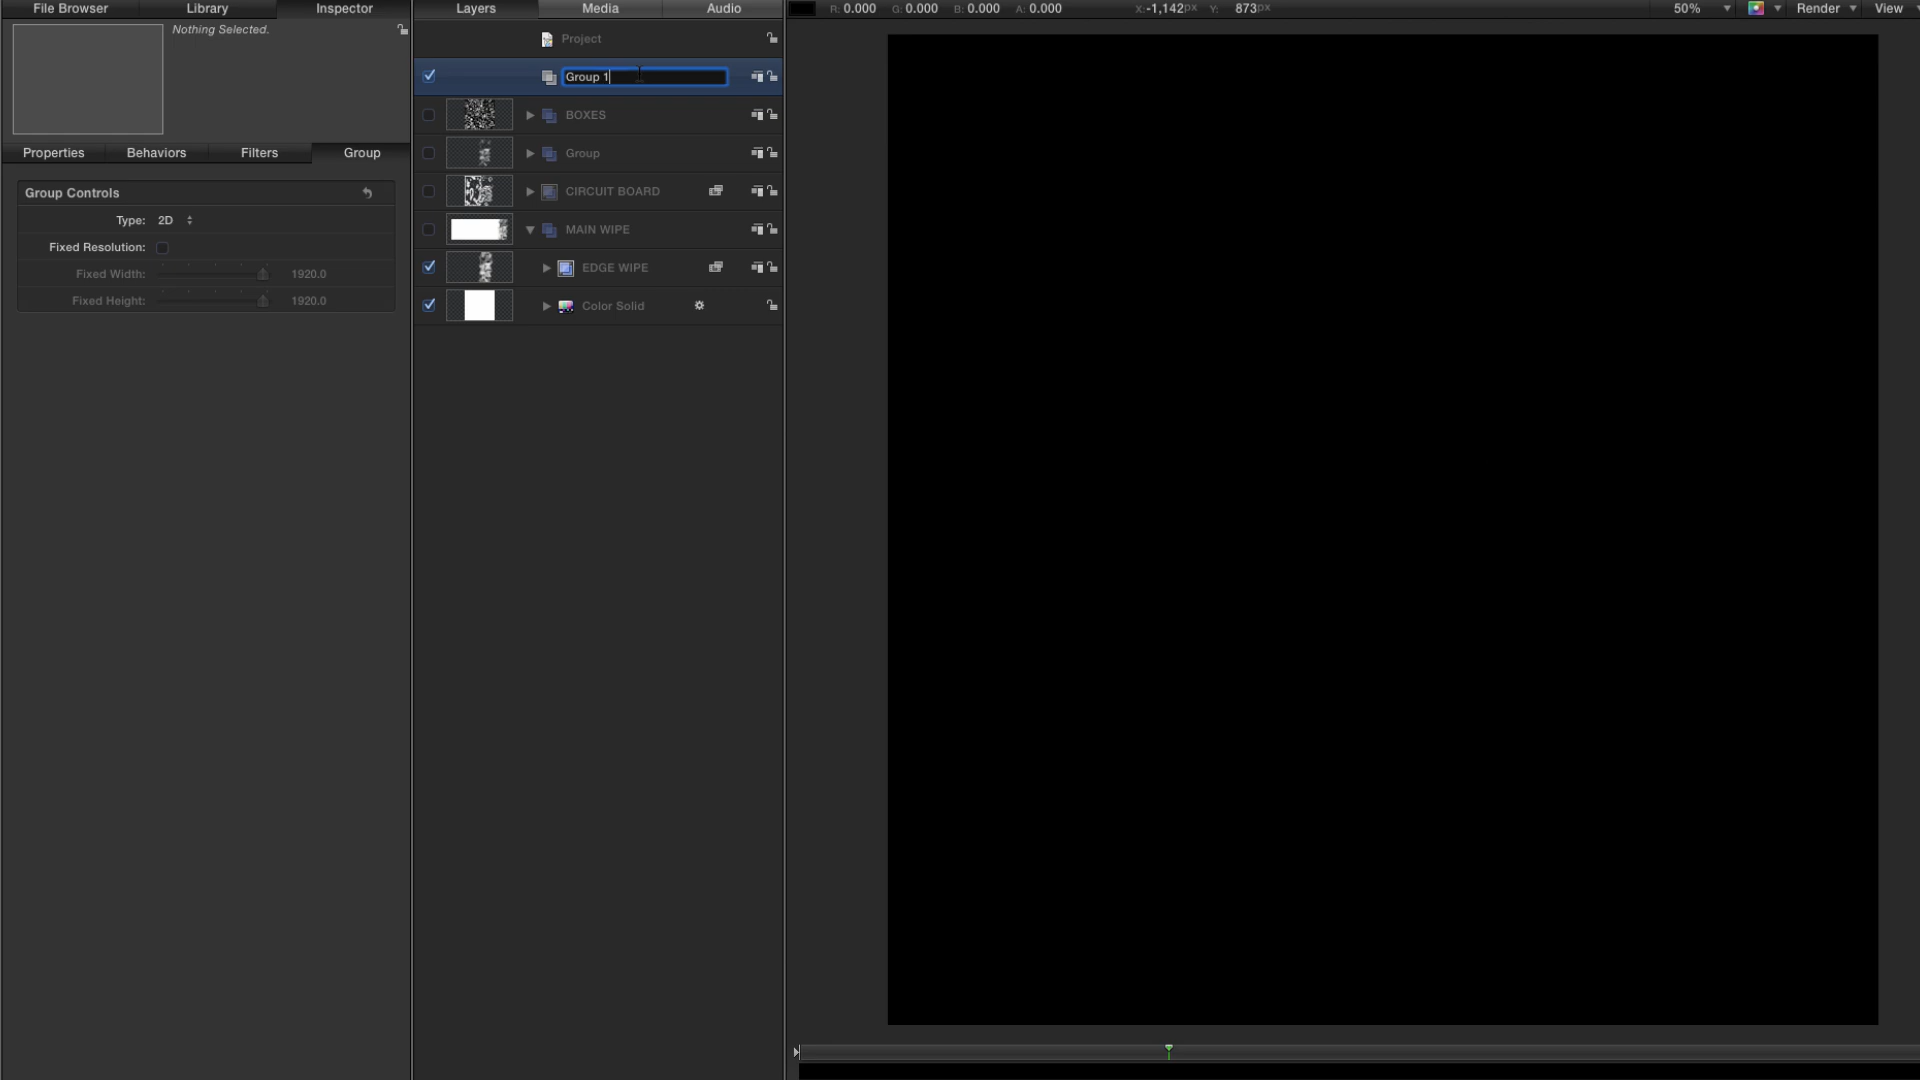 File Browser
Library
Inspector
Layers
Media
Audio
R: 0.000 G: 0.000 B: 0.000 A: 0.000
X:-1,142px Y: 873px
50%
Render
View
Nothing Selected.
Project
Group 1
BOXES
Group
CIRCUIT BOARD
MAIN WIPE
EDGE WIPE
Color Solid
Properties
Behaviors
Filters
Group
Group Controls
Type: 2D
Fixed Resolution:
Fixed Width: 1920.0
Fixed Height: 1920.0